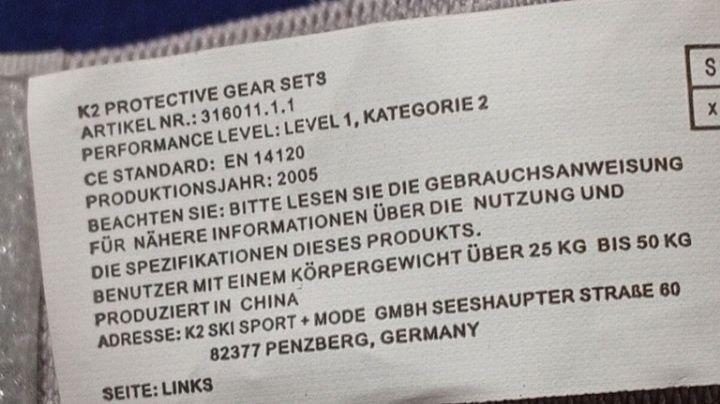 K2 PROTECTIVE GEAR SETS
ARTIKEL NR.: 316011.1.1
PERFORMANCE LEVEL: LEVEL 1, KATEGORIE 2
CE STANDARD: EN 14120
PRODUKTIONSJAHR: 2005
BEACHTEN SIE: BITTE LESEN SIE DIE GEBRAUCHSANWEISUNG
FÜR NÄHERE INFORMATIONEN ÜBER DIE NUTZUNG UND
DIE SPEZIFIKATIONEN DIESES PRODUKTS.
BENUTZER MIT EINEM KÖRPERGEWICHT ÜBER 25 KG BIS 50 KG
PRODUZIERT IN CHINA
ADRESSE: K2 SKI SPORT + MODE GMBH SEESHAUPTER STRAßE 60
82377 PENZBERG, GERMANY
SEITE: LINKS
S
x